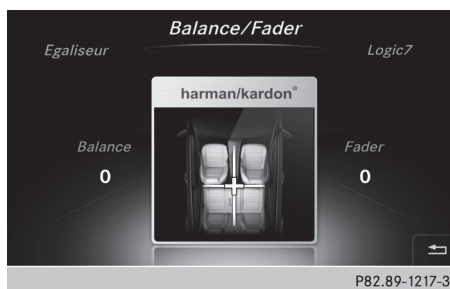 Balance/Fader
Egaliseur
Logic7
harman/kardon®
Balance
Fader
0
0
P82.89-1217-3